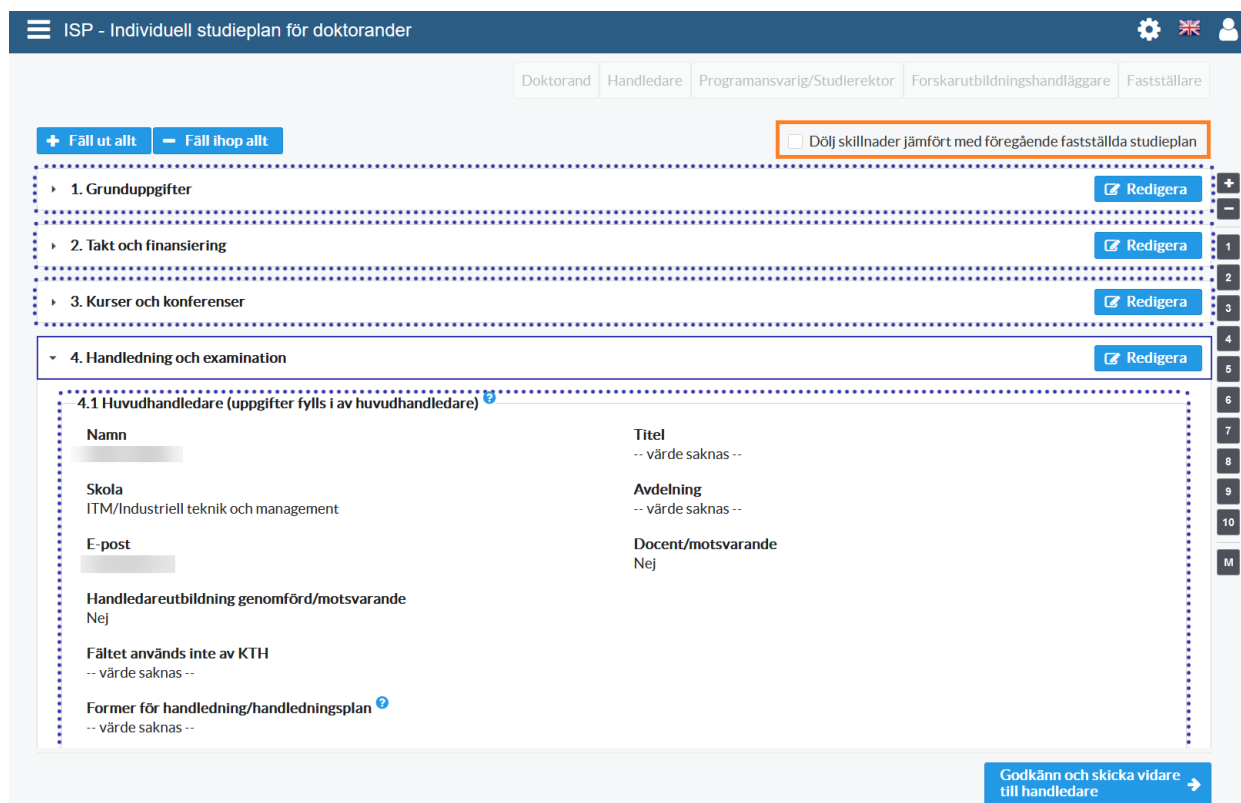 ISP - Individuell studieplan för doktorander
Doktorand Handledare Programansvarig/Studierektor Forskarutbildningshandläggare Fastställare
+ Fäll ut allt − Fäll ihop allt
Dölj skillnader jämfört med föregående fastställda studieplan
1. Grunduppgifter Redigera
2. Takt och finansiering Redigera
3. Kurser och konferenser Redigera
4. Handledning och examination Redigera
4.1 Huvudhandledare (uppgifter fylls i av huvudhandledare) ?
Namn
Titel
-- värde saknas --
Skola
ITM/Industriell teknik och management
Avdelning
-- värde saknas --
E-post
Docent/motsvarande
Nej
Handledareutbildning genomförd/motsvarande
Nej
Fältet används inte av KTH
-- värde saknas --
Former för handledning/handledningsplan ?
-- värde saknas --
Godkänn och skicka vidare
till handledare
+
−
1
2
3
4
5
6
7
8
9
10
M